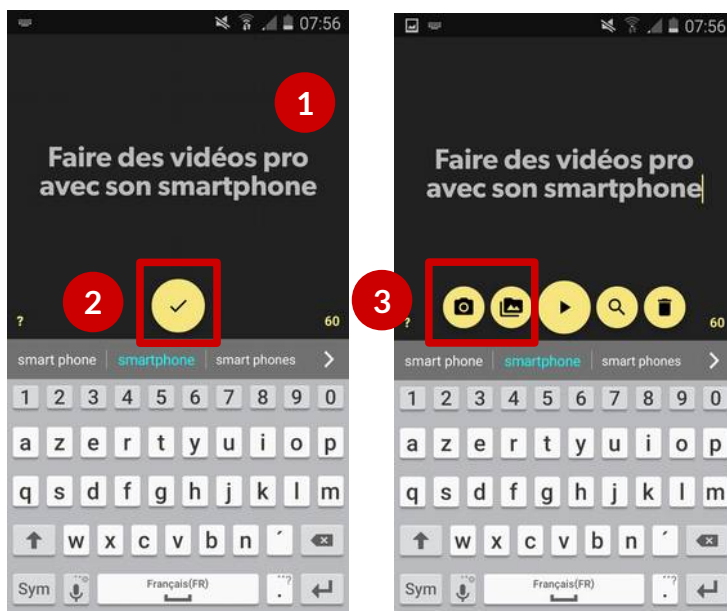 07:56
1
Faire des vidéos pro
avec son smartphone
2
?
60
smart phone smartphone smart phones
1 2 3 4 5 6 7 8 9 0
a z e r t y u i o p
q s d f g h j k l m
w x c v b n ´
Sym Français(FR) . ...?
07:56
Faire des vidéos pro
avec son smartphone
3
?
60
smart phone smartphone smart phones
1 2 3 4 5 6 7 8 9 0
a z e r t y u i o p
q s d f g h j k l m
w x c v b n ´
Sym Français(FR) . ...?